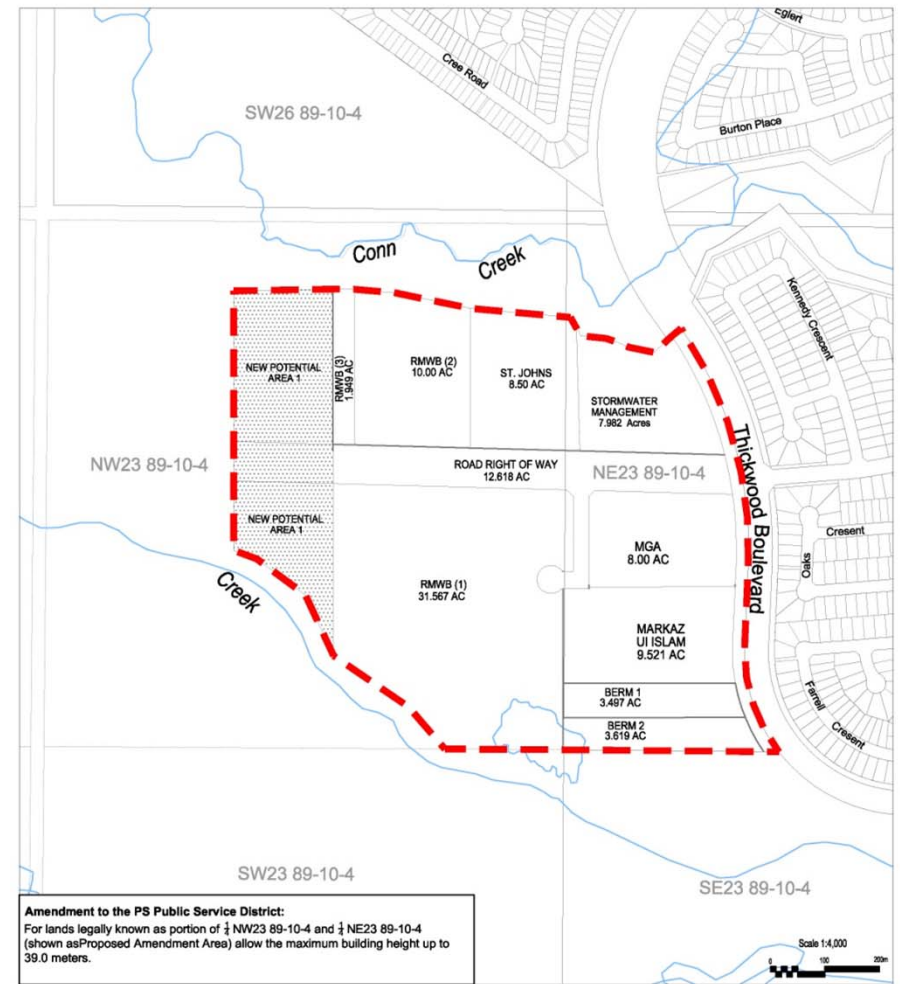 Eglert
Cree Road
SW26 89-10-4
Burton Place
Conn
Creek
Kennedy Crescent
NEW POTENTIAL
AREA 1
RMWB (3)
1.949 AC
RMWB (2)
10.00 AC
ST. JOHNS
8.50 AC
STORMWATER
MANAGEMENT
7.982 Acres
NW23 89-10-4
ROAD RIGHT OF WAY
12.618 AC
NE23 89-10-4
Thickwood Boulevard
NEW POTENTIAL
AREA 1
MGA
8.00 AC
Oaks
Cresent
Creek
RMWB (1)
31.567 AC
MARKAZ
UI ISLAM
9.521 AC
BERM 1
3.497 AC
BERM 2
3.619 AC
Farrell
Cresent
SW23 89-10-4
SE23 89-10-4
Amendment to the PS Public Service District:
For lands legally known as portion of ¼ NW23 89-10-4 and ¼ NE23 89-10-4
(shown asProposed Amendment Area) allow the maximum building height up to
39.0 meters.
Scale 1:4,000
0 100 200m